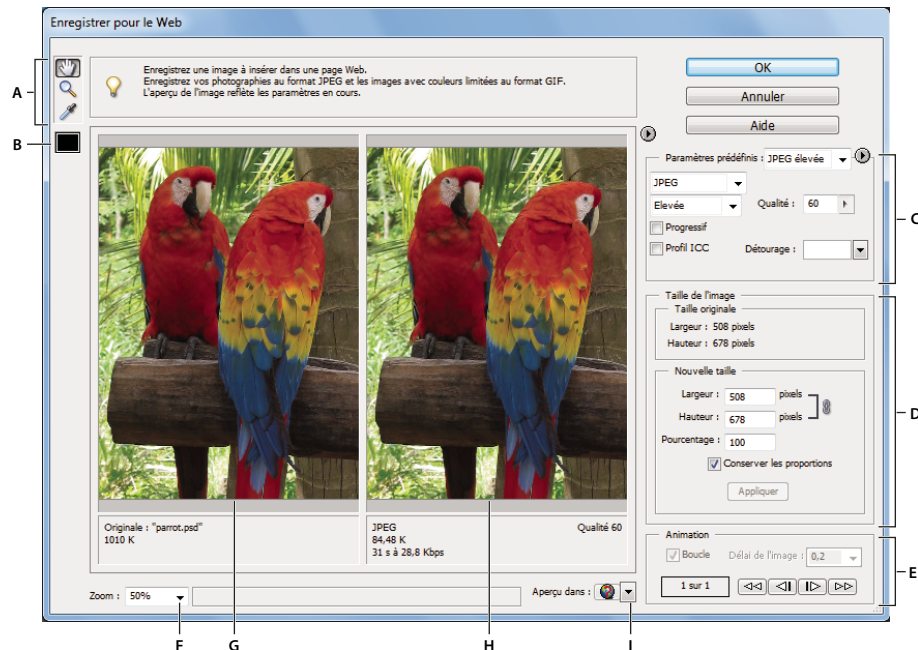 Enregistrer pour le Web
A
B
Enregistrez une image à insérer dans une page Web.
Enregistrez vos photographies au format JPEG et les images avec couleurs limitées au format GIF.
L'aperçu de l'image reflète les paramètres en cours.
OK
Annuler
Aide
Paramètres prédéfinis : JPEG élevée
JPEG
Elevée
Qualité : 60
Progressif
Profil ICC
Détourage :
C
Taille de l'image
Taille originale
Largeur : 508 pixels
Hauteur : 678 pixels
Nouvelle taille
Largeur : 508 pixels
Hauteur : 678 pixels
Pourcentage : 100
Conserver les proportions
Appliquer
D
Originale : "parrot.psd"
1010 K
JPEG
84,48 K
31 s à 28,8 Kbps
Qualité 60
Animation
Boucle
Délai de l'image : 0,2
1 sur 1
E
Zoom : 50%
Aperçu dans :
F
G
H
I